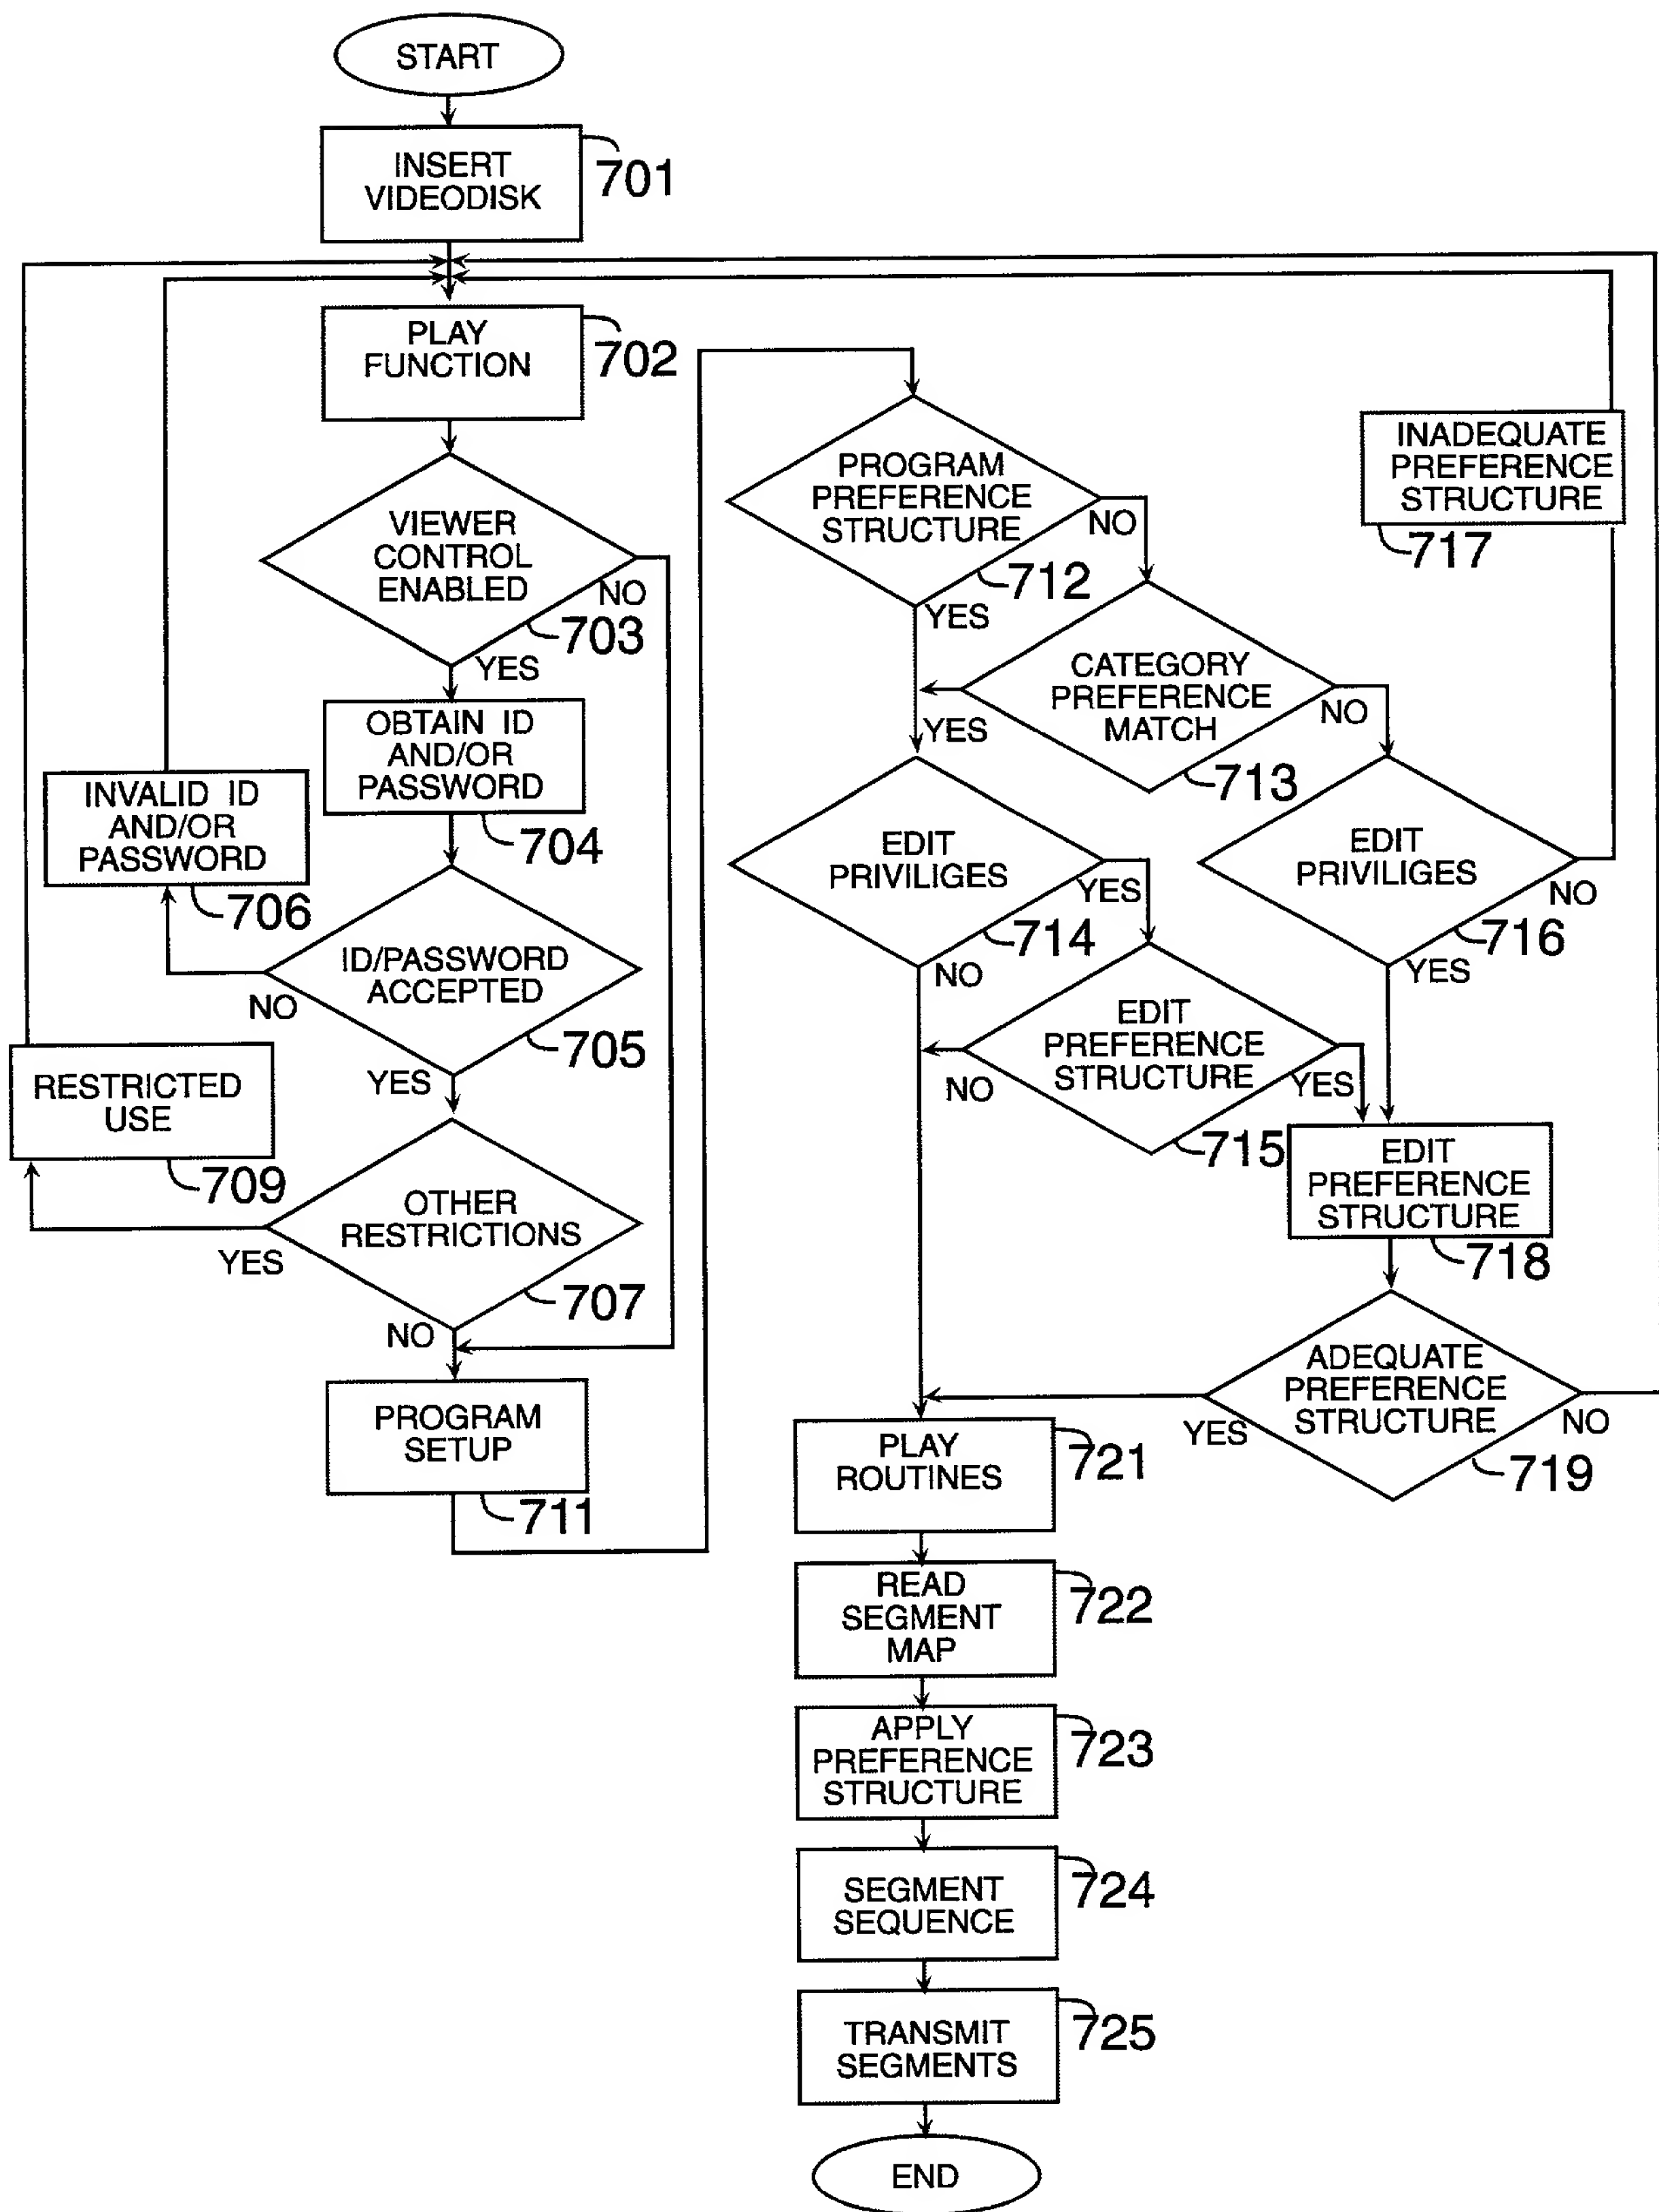 START
INSERT
VIDEODISK
701
PLAY
FUNCTION
702
VIEWER
CONTROL
ENABLED
NO
703
YES
OBTAIN ID
AND/OR
PASSWORD
704
INVALID ID
AND/OR
PASSWORD
706
ID/PASSWORD
ACCEPTED
NO
705
YES
RESTRICTED
USE
709
OTHER
RESTRICTIONS
YES
707
NO
PROGRAM
SETUP
711
PROGRAM
PREFERENCE
STRUCTURE
NO
712
YES
INADEQUATE
PREFERENCE
STRUCTURE
717
CATEGORY
PREFERENCE
MATCH
NO
YES
713
EDIT
PRIVILIGES
YES
714
NO
EDIT
PRIVILIGES
NO
716
YES
EDIT
PREFERENCE
STRUCTURE
NO
YES
715
EDIT
PREFERENCE
STRUCTURE
718
ADEQUATE
PREFERENCE
STRUCTURE
YES
NO
719
PLAY
ROUTINES
721
READ
SEGMENT
MAP
722
APPLY
PREFERENCE
STRUCTURE
723
SEGMENT
SEQUENCE
724
TRANSMIT
SEGMENTS
725
END